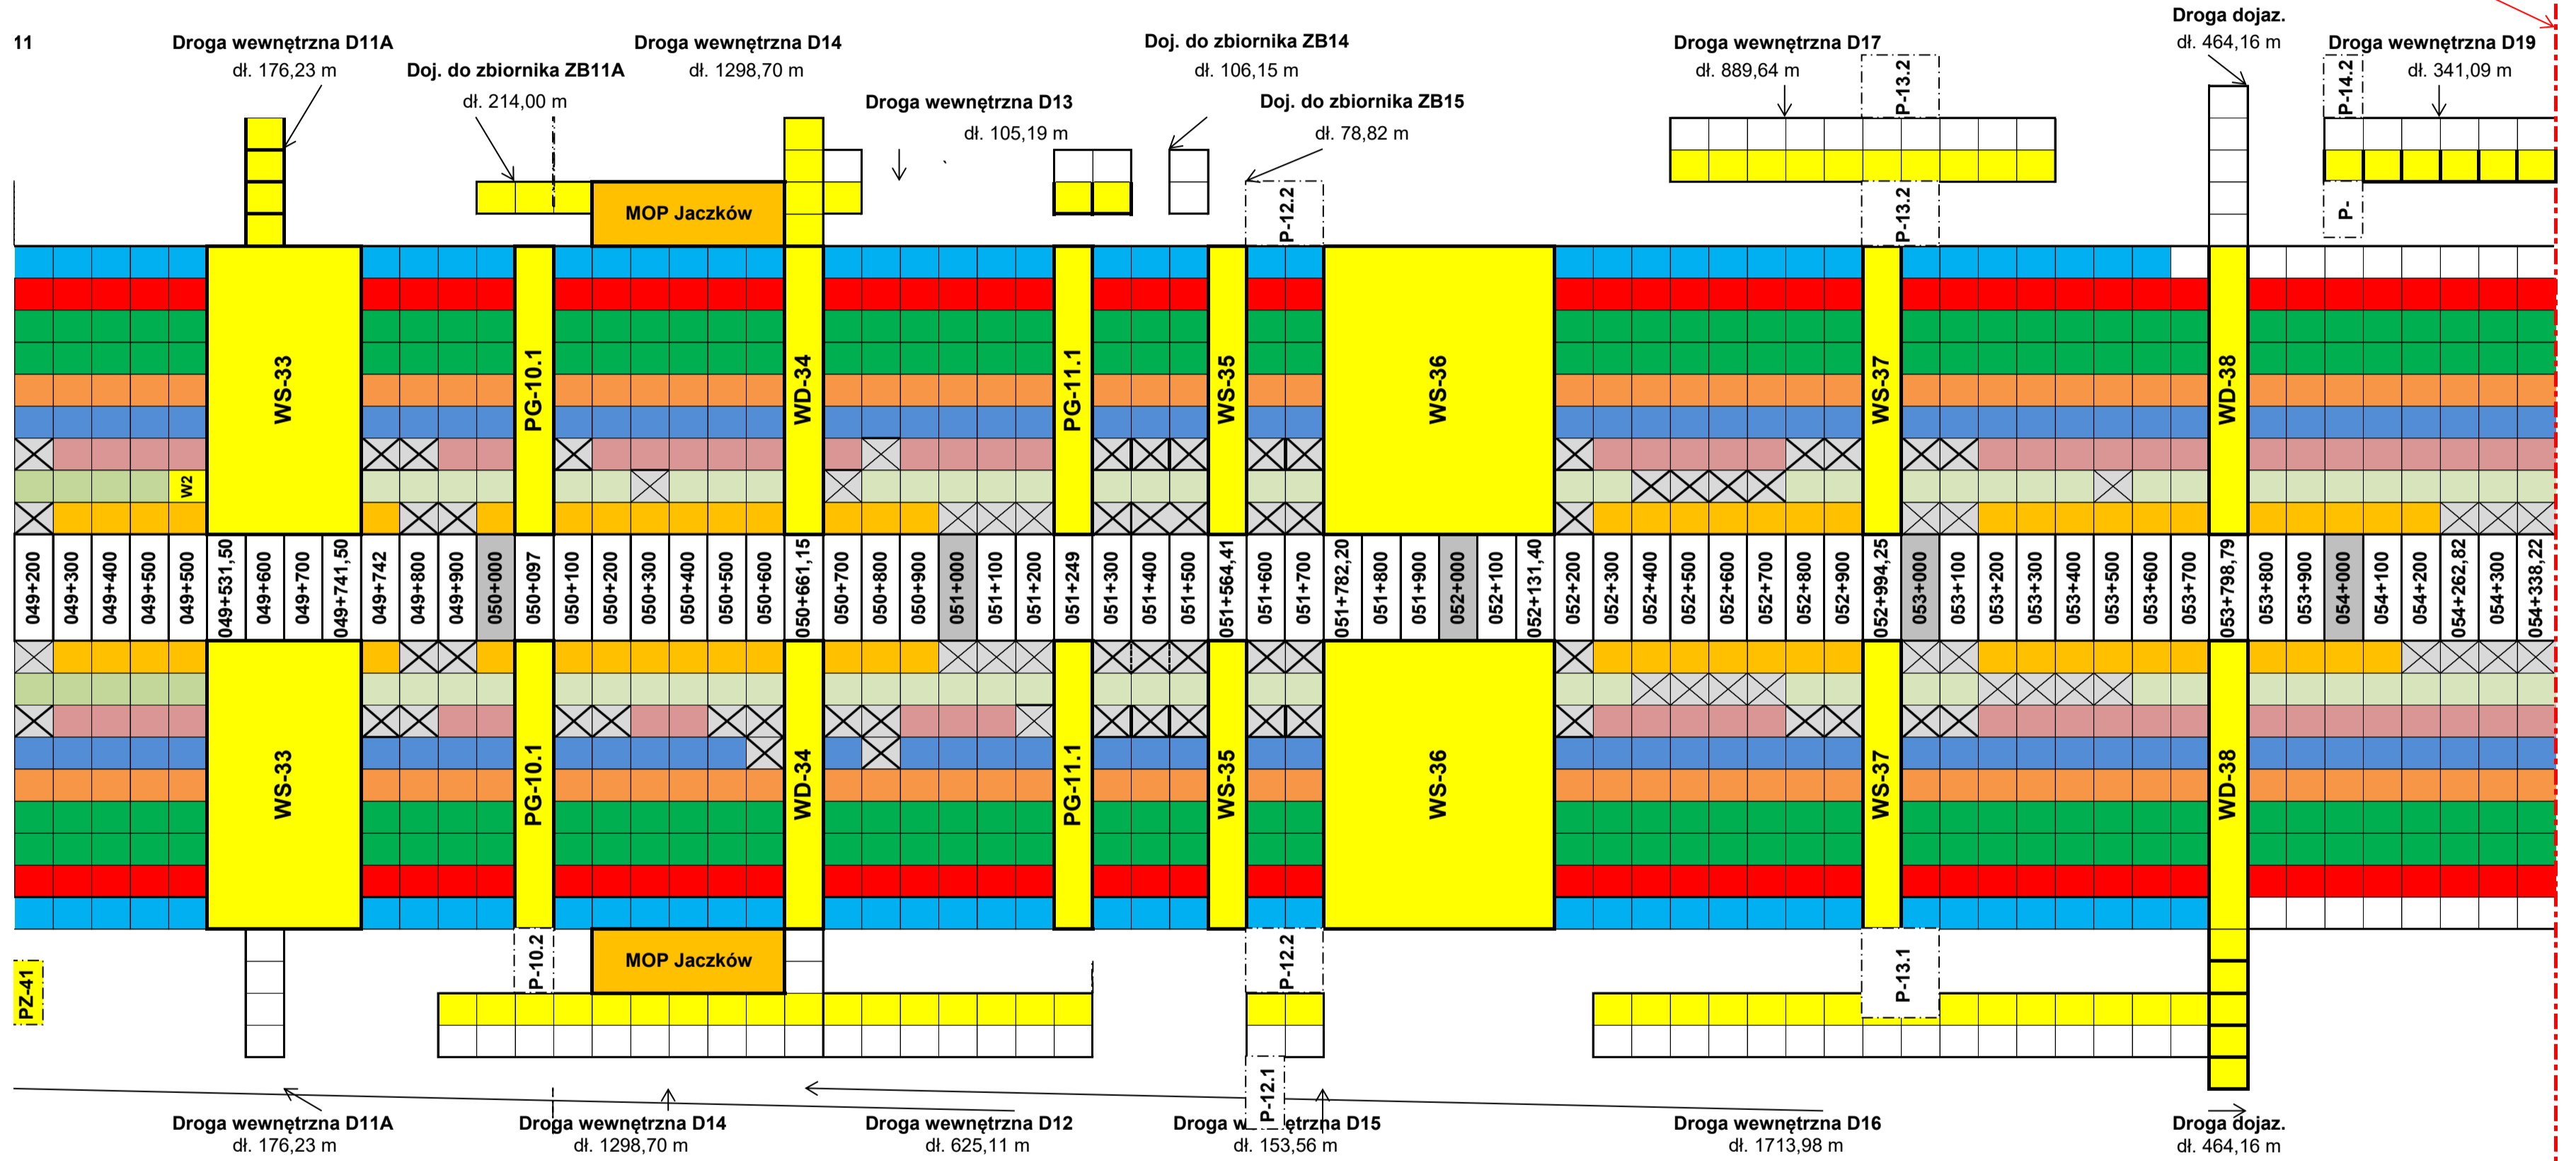 11
Droga wewnętrzna D11A
dł. 176,23 m
Doj. do zbiornika ZB11A
dł. 214,00 m
Droga wewnętrzna D14
dł. 1298,70 m
Droga wewnętrzna D13
dł. 105,19 m
Doj. do zbiornika ZB14
dł. 106,15 m
Doj. do zbiornika ZB15
dł. 78,82 m
Droga wewnętrzna D17
dł. 889,64 m
P-13.2
Droga dojaz.
dł. 464,16 m
Droga wewnętrzna D19
dł. 341,09 m
P-14.2
MOP Jaczków
P-12.2
P-13.2
P-
WS-33
PG-10.1
WD-34
PG-11.1
WS-35
WS-36
WS-37
WD-38
W2
049+200
049+300
049+400
049+500
049+500
049+531,50
049+600
049+700
049+741,50
049+742
049+800
049+900
050+000
050+097
050+100
050+200
050+300
050+400
050+500
050+600
050+661,15
050+700
050+800
050+900
051+000
051+100
051+200
051+249
051+300
051+400
051+500
051+564,41
051+600
051+700
051+782,20
051+800
051+900
052+000
052+100
052+131,40
052+200
052+300
052+400
052+500
052+600
052+700
052+800
052+900
052+994,25
053+000
053+100
053+200
053+300
053+400
053+500
053+600
053+700
053+798,79
053+800
053+900
054+000
054+100
054+200
054+262,82
054+300
054+338,22
WS-33
PG-10.1
WD-34
PG-11.1
WS-35
WS-36
WS-37
WD-38
PZ-41
P-10.2
MOP Jaczków
P-12.2
P-13.1
P-12.1
Droga wewnętrzna D11A
dł. 176,23 m
Droga wewnętrzna D14
dł. 1298,70 m
Droga wewnętrzna D12
dł. 625,11 m
Droga w ętrzna D15
dł. 153,56 m
Droga wewnętrzna D16
dł. 1713,98 m
Droga dojaz.
dł. 464,16 m